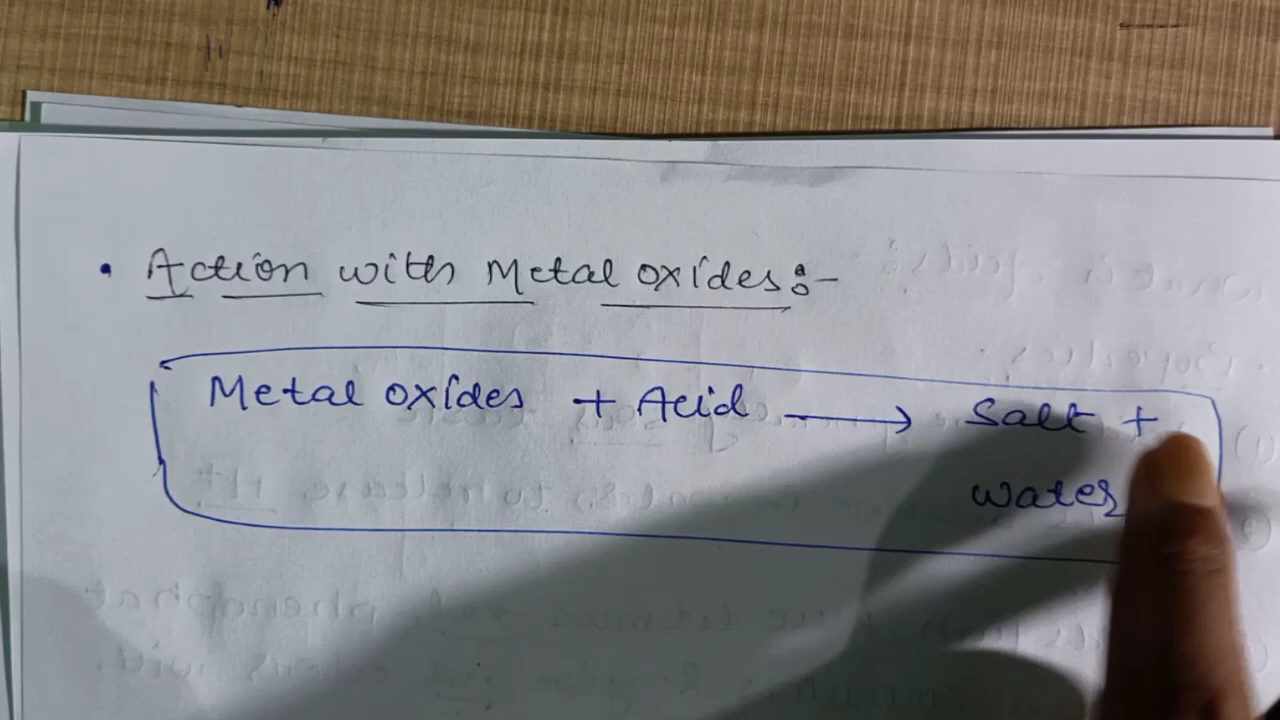 • Action with Metal oxides:-
Metal oxides + Acid → Salt +
water